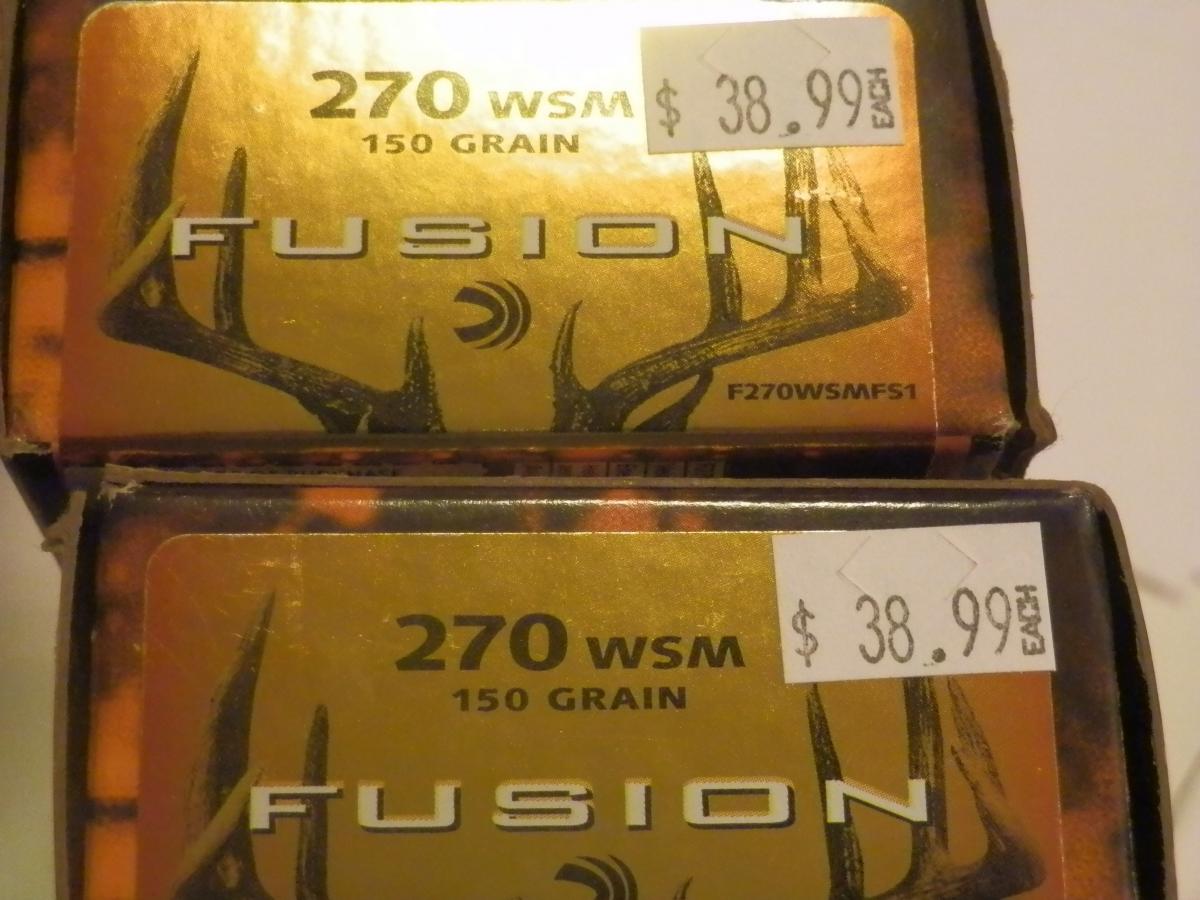 270 WSM
$ 38.99 EACH
150 GRAIN
FUSION
F270WSMFS1
270 WSM
$ 38.99 EACH
150 GRAIN
FUSION